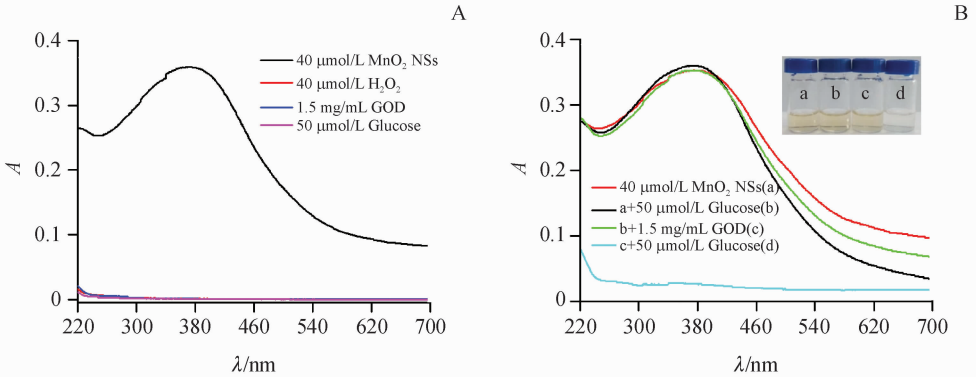 A
0.4
0.3
0.2
0.1
0
A
40 μmol/L MnO₂ NSs
40 μmol/L H₂O₂
1.5 mg/mL GOD
50 μmol/L Glucose
220 300 380 460 540 620 700
λ/nm
B
0.4
0.3
0.2
0.1
0
A
a b c d
40 μmol/L MnO₂ NSs(a)
a+50 μmol/L Glucose(b)
b+1.5 mg/mL GOD(c)
c+50 μmol/L Glucose(d)
220 300 380 460 540 620 700
λ/nm